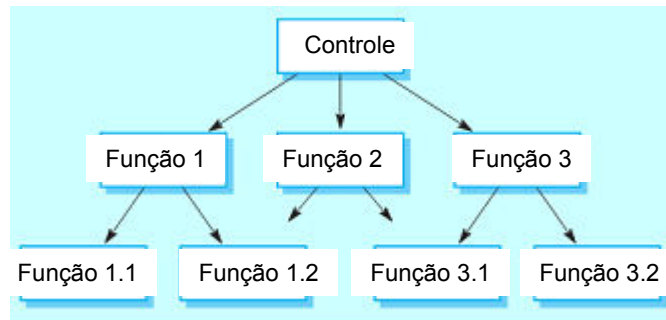 Controle
Função 1
Função 2
Função 3
Função 1.1
Função 1.2
Função 3.1
Função 3.2